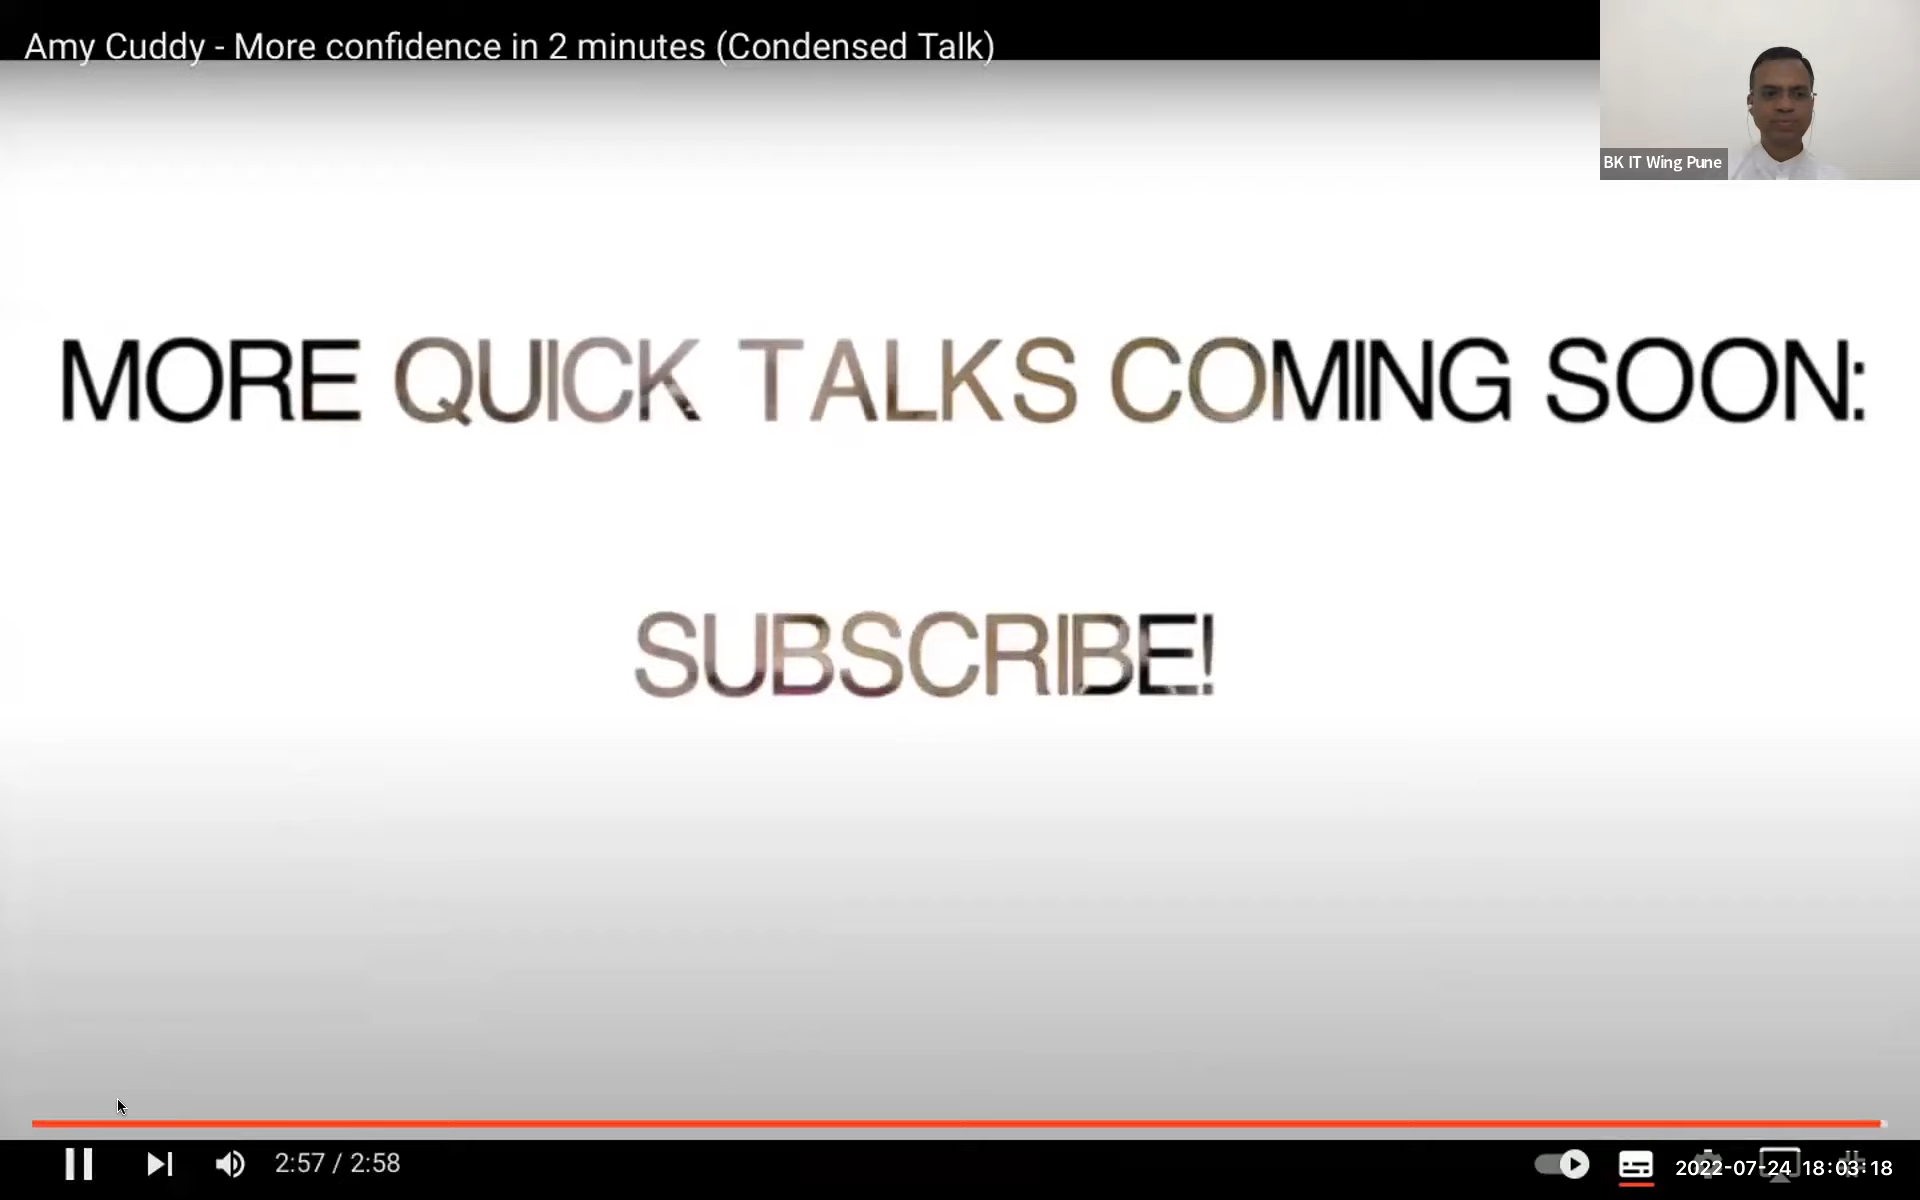 Amy Cuddy - More confidence in 2 minutes (Condensed Talk)
BK IT Wing Pune
MORE QUICK TALKS COMING SOON:
SUBSCRIBE!
2:57 / 2:58
2022-07-24 18:03:18